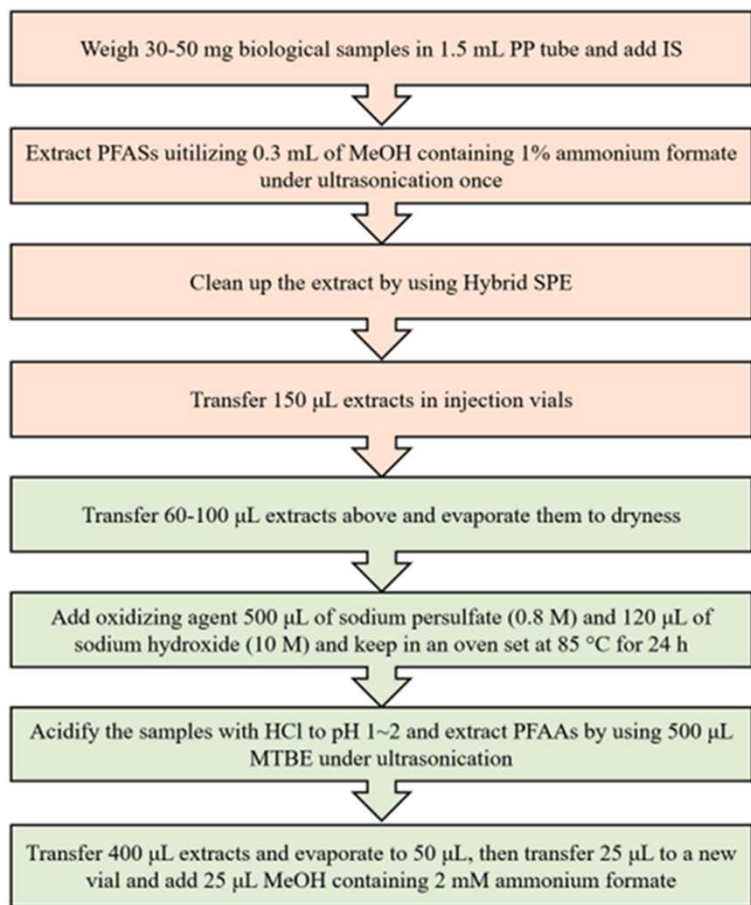 Weigh 30-50 mg biological samples in 1.5 mL PP tube and add IS
Extract PFASs uitilizing 0.3 mL of MeOH containing 1% ammonium formate
under ultrasonication once
Clean up the extract by using Hybrid SPE
Transfer 150 μL extracts in injection vials
Transfer 60-100 μL extracts above and evaporate them to dryness
Add oxidizing agent 500 μL of sodium persulfate (0.8 M) and 120 μL of
sodium hydroxide (10 M) and keep in an oven set at 85 °C for 24 h
Acidify the samples with HCl to pH 1~2 and extract PFAAs by using 500 μL
MTBE under ultrasonication
Transfer 400 μL extracts and evaporate to 50 μL, then transfer 25 μL to a new
vial and add 25 μL MeOH containing 2 mM ammonium formate